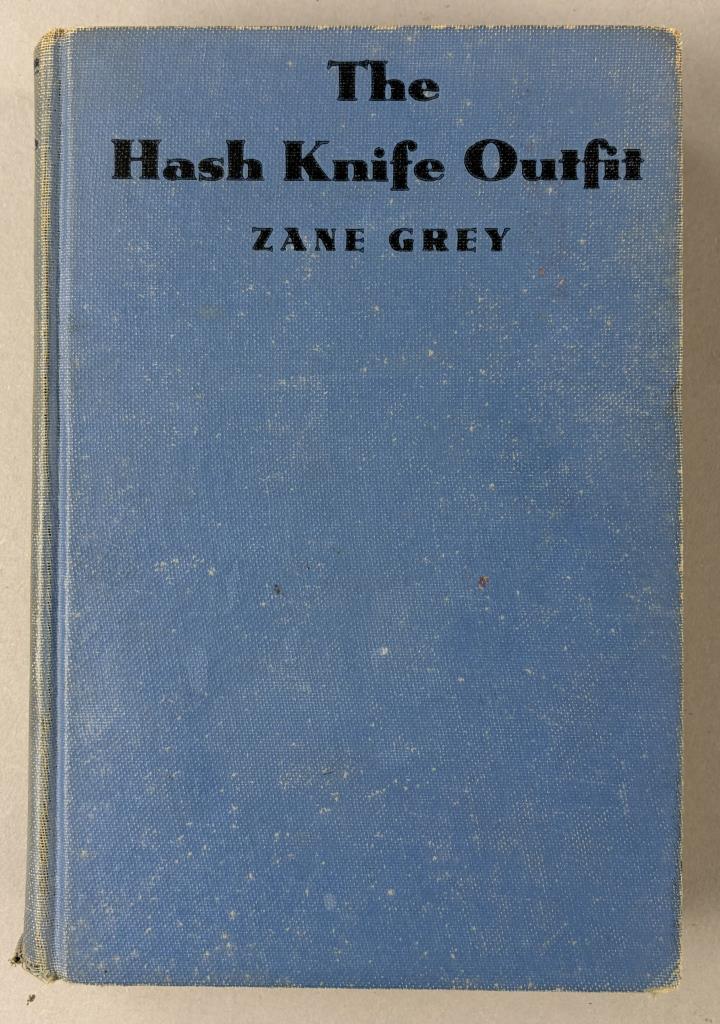 The
Hash Knife Outfit
ZANE GREY